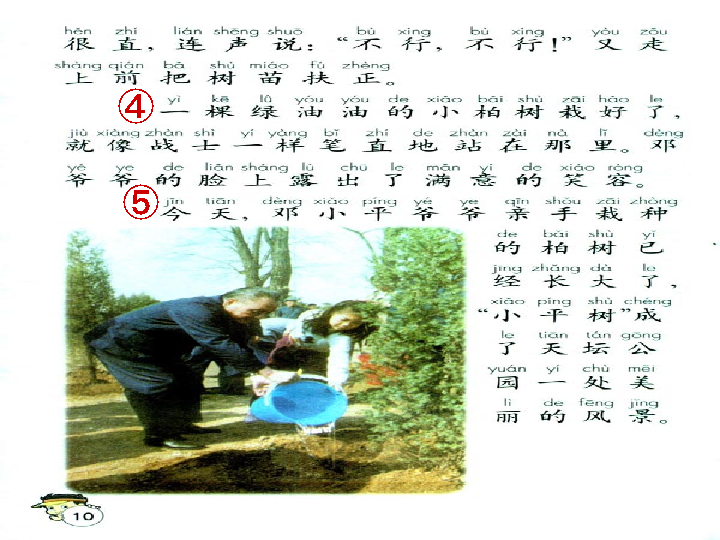 hěn zhí lián shēng shuō bù xíng bù xíng yòu zǒu
很 直，连 声 说：“不 行，不 行！”又 走
shàng qián bǎ shù miáo fú zhèng
上 前 把 树 苗 扶 正。
yì kē lǜ yóu yóu de xiǎo bǎi shù zāi hǎo le
④一 棵 绿 油 油 的 小 柏 树 栽 好 了，
jiù xiàng zhàn shì yí yàng bǐ zhí de zhàn zài nà lǐ dèng
就 像 战 士 一 样 笔 直 地 站 在 那 里。邓
yé ye de liǎn shàng lù chū le mǎn yì de xiào róng
爷 爷 的 脸 上 露 出 了 满 意 的 笑 容。
jīn tiān dèng xiǎo píng yé ye qīn shǒu zāi zhòng
⑤今 天，邓 小 平 爷 爷 亲 手 栽 种
de bǎi shù yǐ
的 柏 树 已
jīng zhǎng dà le
经 长 大 了，
xiǎo píng shù chéng
“小 平 树”成
le tiān tán gōng
了 天 坛 公
yuán yí chù měi
园 一 处 美
lì de fēng jǐng
丽 的 风 景。
10